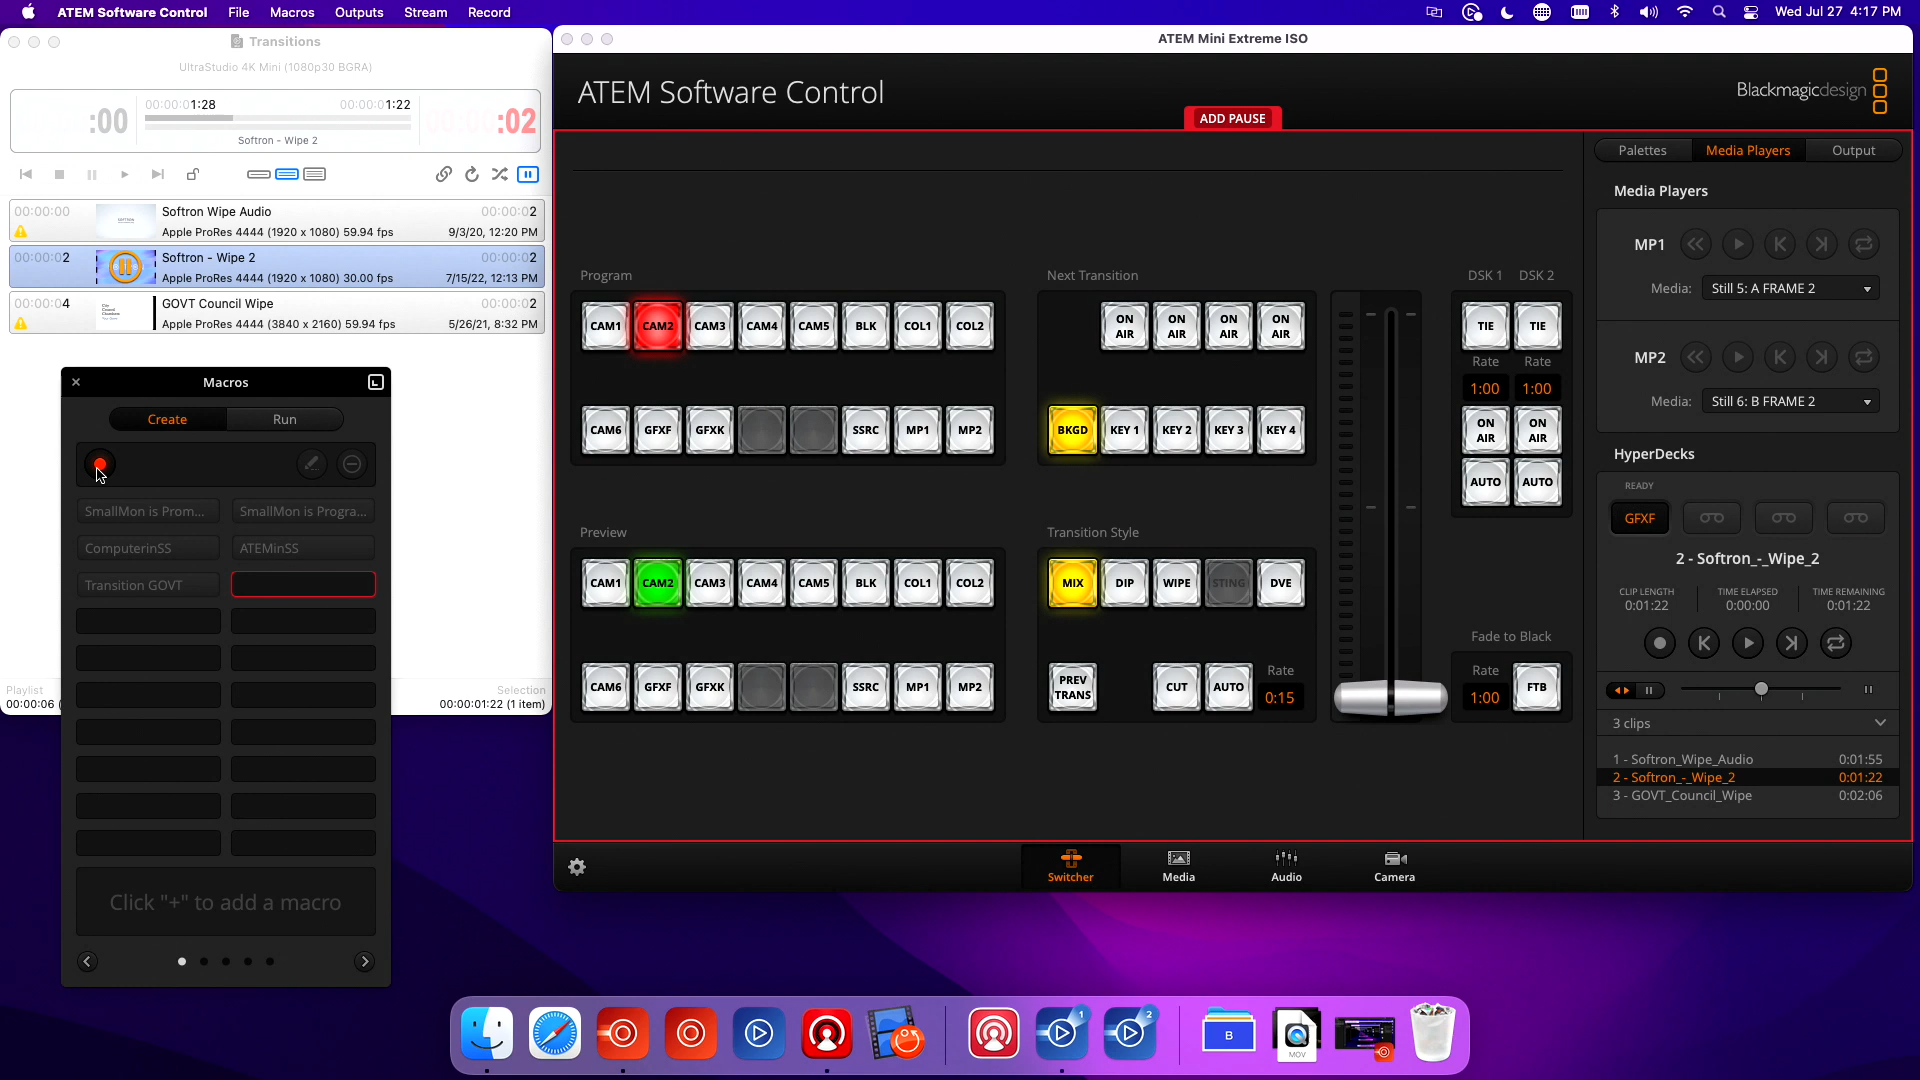 ATEM Software Control File Macros Outputs Stream Record
Wed Jul 27 4:17 PM
Transitions
UltraStudio 4K Mini (1080p30 BGRA)
:00
00:00:01:28
00:00:01:22
00:00:02
Softron - Wipe 2
00:00:00 Softron Wipe Audio 00:00:02
Apple ProRes 4444 (1920 x 1080) 59.94 fps 9/3/20, 12:20 PM
00:00:02 Softron - Wipe 2 00:00:02
Apple ProRes 4444 (1920 x 1080) 30.00 fps 7/15/22, 12:13 PM
00:00:04 GOVT Council Wipe 00:00:02
Apple ProRes 4444 (3840 x 2160) 59.94 fps 5/26/21, 8:32 PM
Playlist Selection
00:00:06 ( 00:00:01:22 (1 item)
Macros
Create Run
SmallMon is Prom... SmallMon is Progra...
ComputerinSS ATEMinSS
Transition GOVT
Click "+" to add a macro
ATEM Mini Extreme ISO
ATEM Software Control
Blackmagicdesign
ADD PAUSE
Program
CAM1 CAM2 CAM3 CAM4 CAM5 BLK COL1 COL2
CAM6 GFXF GFXK SSRC MP1 MP2
Preview
CAM1 CAM2 CAM3 CAM4 CAM5 BLK COL1 COL2
CAM6 GFXF GFXK SSRC MP1 MP2
Next Transition
ON AIR ON AIR ON AIR ON AIR
BKGD KEY 1 KEY 2 KEY 3 KEY 4
Transition Style
MIX DIP WIPE STING DVE
PREV TRANS CUT AUTO
Rate
0:15
DSK 1 DSK 2
TIE TIE
Rate Rate
1:00 1:00
ON AIR ON AIR
AUTO AUTO
Fade to Black
Rate
1:00 FTB
Palettes Media Players Output
Media Players
MP1
Media: Still 5: A FRAME 2
MP2
Media: Still 6: B FRAME 2
HyperDecks
READY
GFXF
2 - Softron_-_Wipe_2
CLIP LENGTH TIME ELAPSED TIME REMAINING
0:01:22 0:00:00 0:01:22
3 clips
1 - Softron_Wipe_Audio 0:01:55
2 - Softron_-_Wipe_2 0:01:22
3 - GOVT_Council_Wipe 0:02:06
Switcher Media Audio Camera
1
2
B
MOV